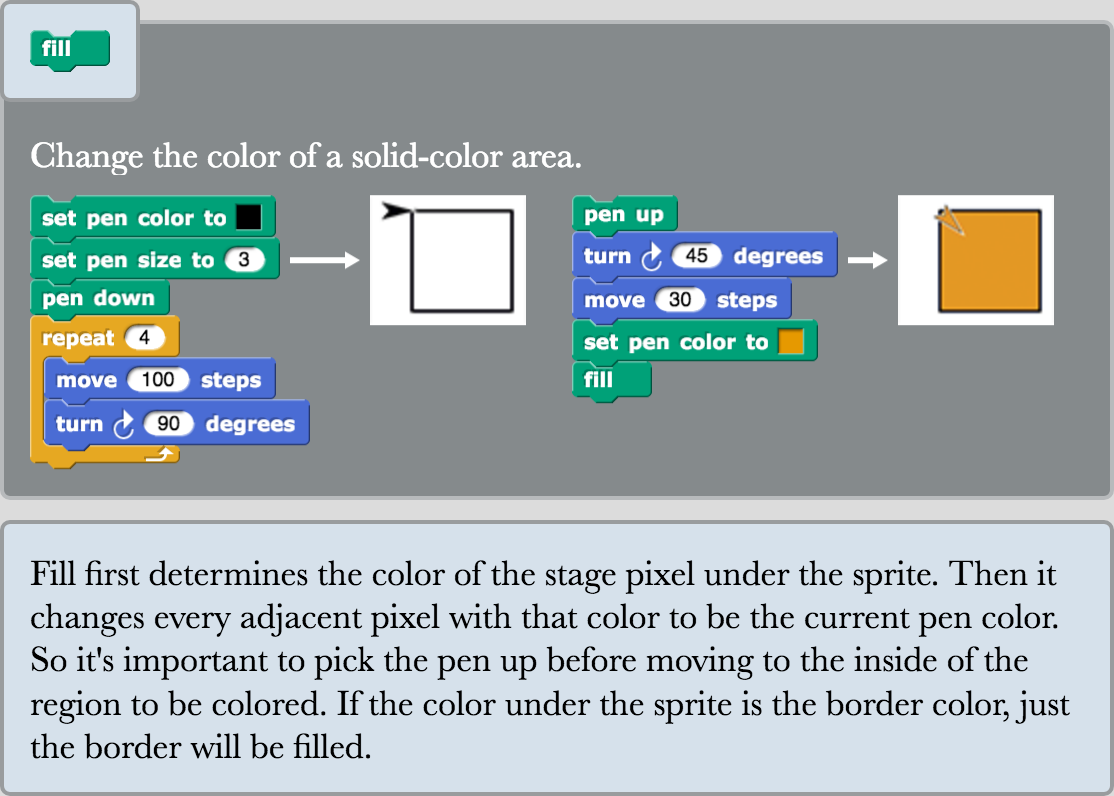 fill
Change the color of a solid-color area.
set pen color to
set pen size to 3
pen down
repeat 4
move 100 steps
turn 90 degrees
pen up
turn 45 degrees
move 30 steps
set pen color to
fill
Fill first determines the color of the stage pixel under the sprite. Then it
changes every adjacent pixel with that color to be the current pen color.
So it's important to pick the pen up before moving to the inside of the
region to be colored. If the color under the sprite is the border color, just
the border will be filled.